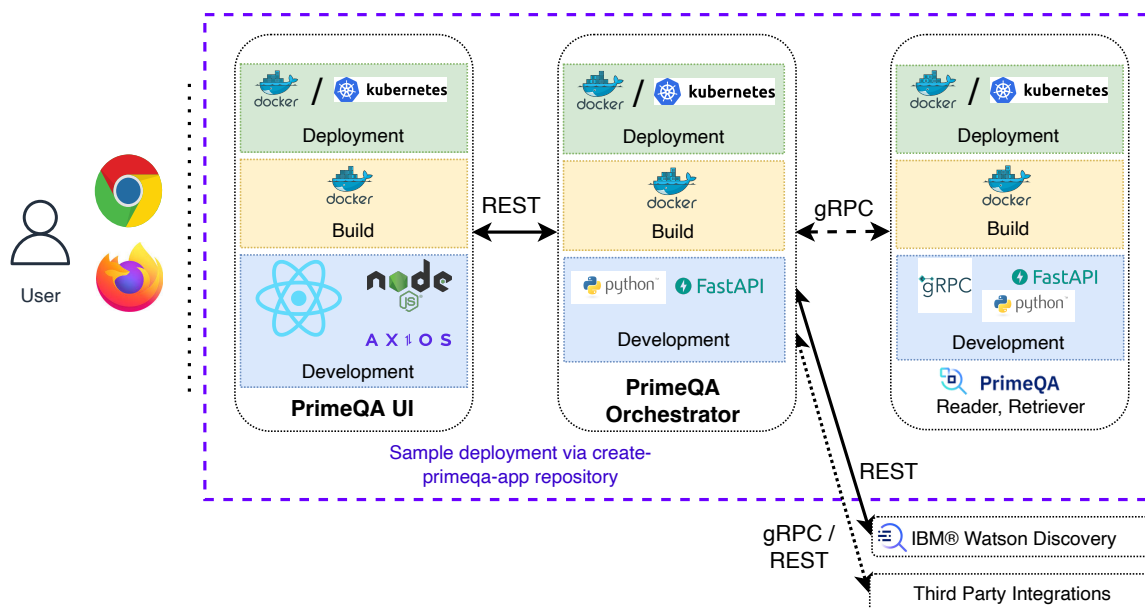 User
docker / kubernetes
Deployment
docker
Build
node
JS
AXIOS
Development
PrimeQA UI
REST
docker / kubernetes
Deployment
docker
Build
python™
FastAPI
Development
PrimeQA
Orchestrator
gRPC
docker / kubernetes
Deployment
docker
Build
gRPC
FastAPI
python™
Development
PrimeQA
Reader, Retriever
Sample deployment via create-
primeqa-app repository
REST
gRPC /
REST
IBM® Watson Discovery
Third Party Integrations